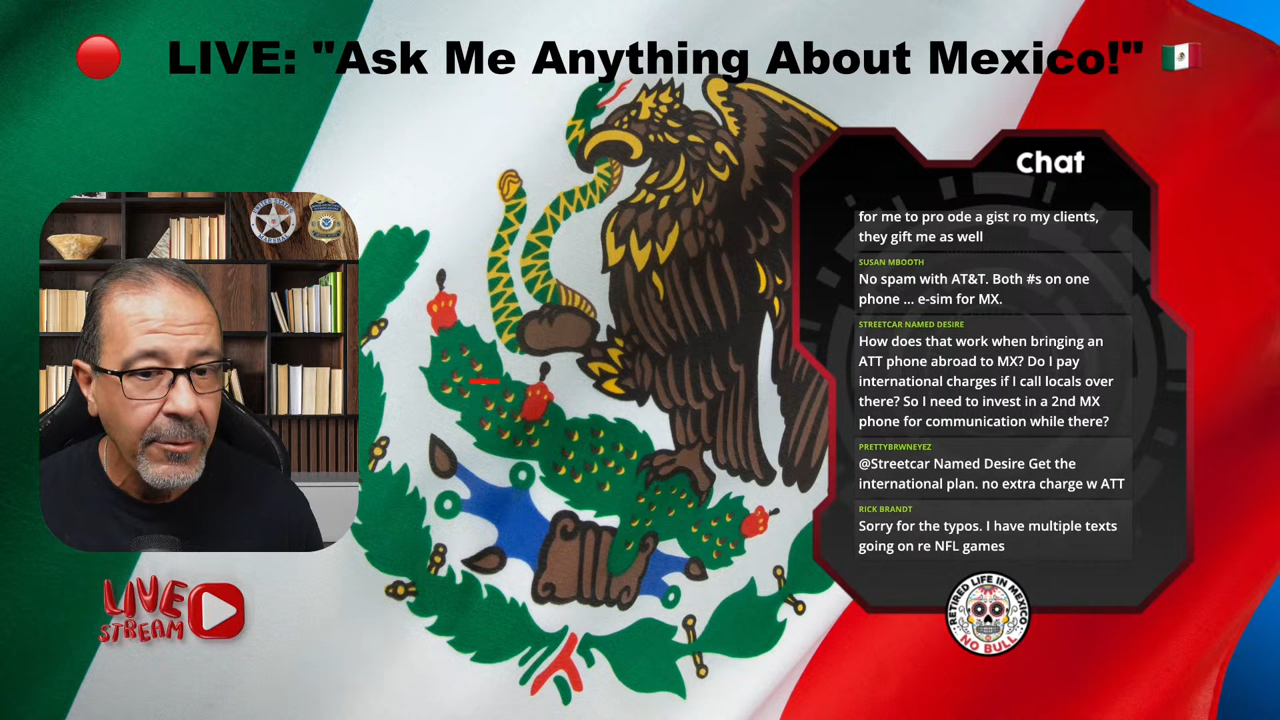 LIVE: "Ask Me Anything About Mexico!"
UNITED STATES
MARSHAL
Chat
for me to pro ode a gist ro my clients,
they gift me as well
SUSAN MBOOTH
No spam with AT&T. Both #s on one
phone ... e-sim for MX.
STREETCAR NAMED DESIRE
How does that work when bringing an
ATT phone abroad to MX? Do I pay
international charges if I call locals over
there? So I need to invest in a 2nd MX
phone for communication while there?
PRETTYBRWNEYEZ
@Streetcar Named Desire Get the
international plan. no extra charge w ATT
RICK BRANDT
Sorry for the typos. I have multiple texts
going on re NFL games
LIVE
STREAM
RETIRED LIFE IN MEXICO
NO BULL